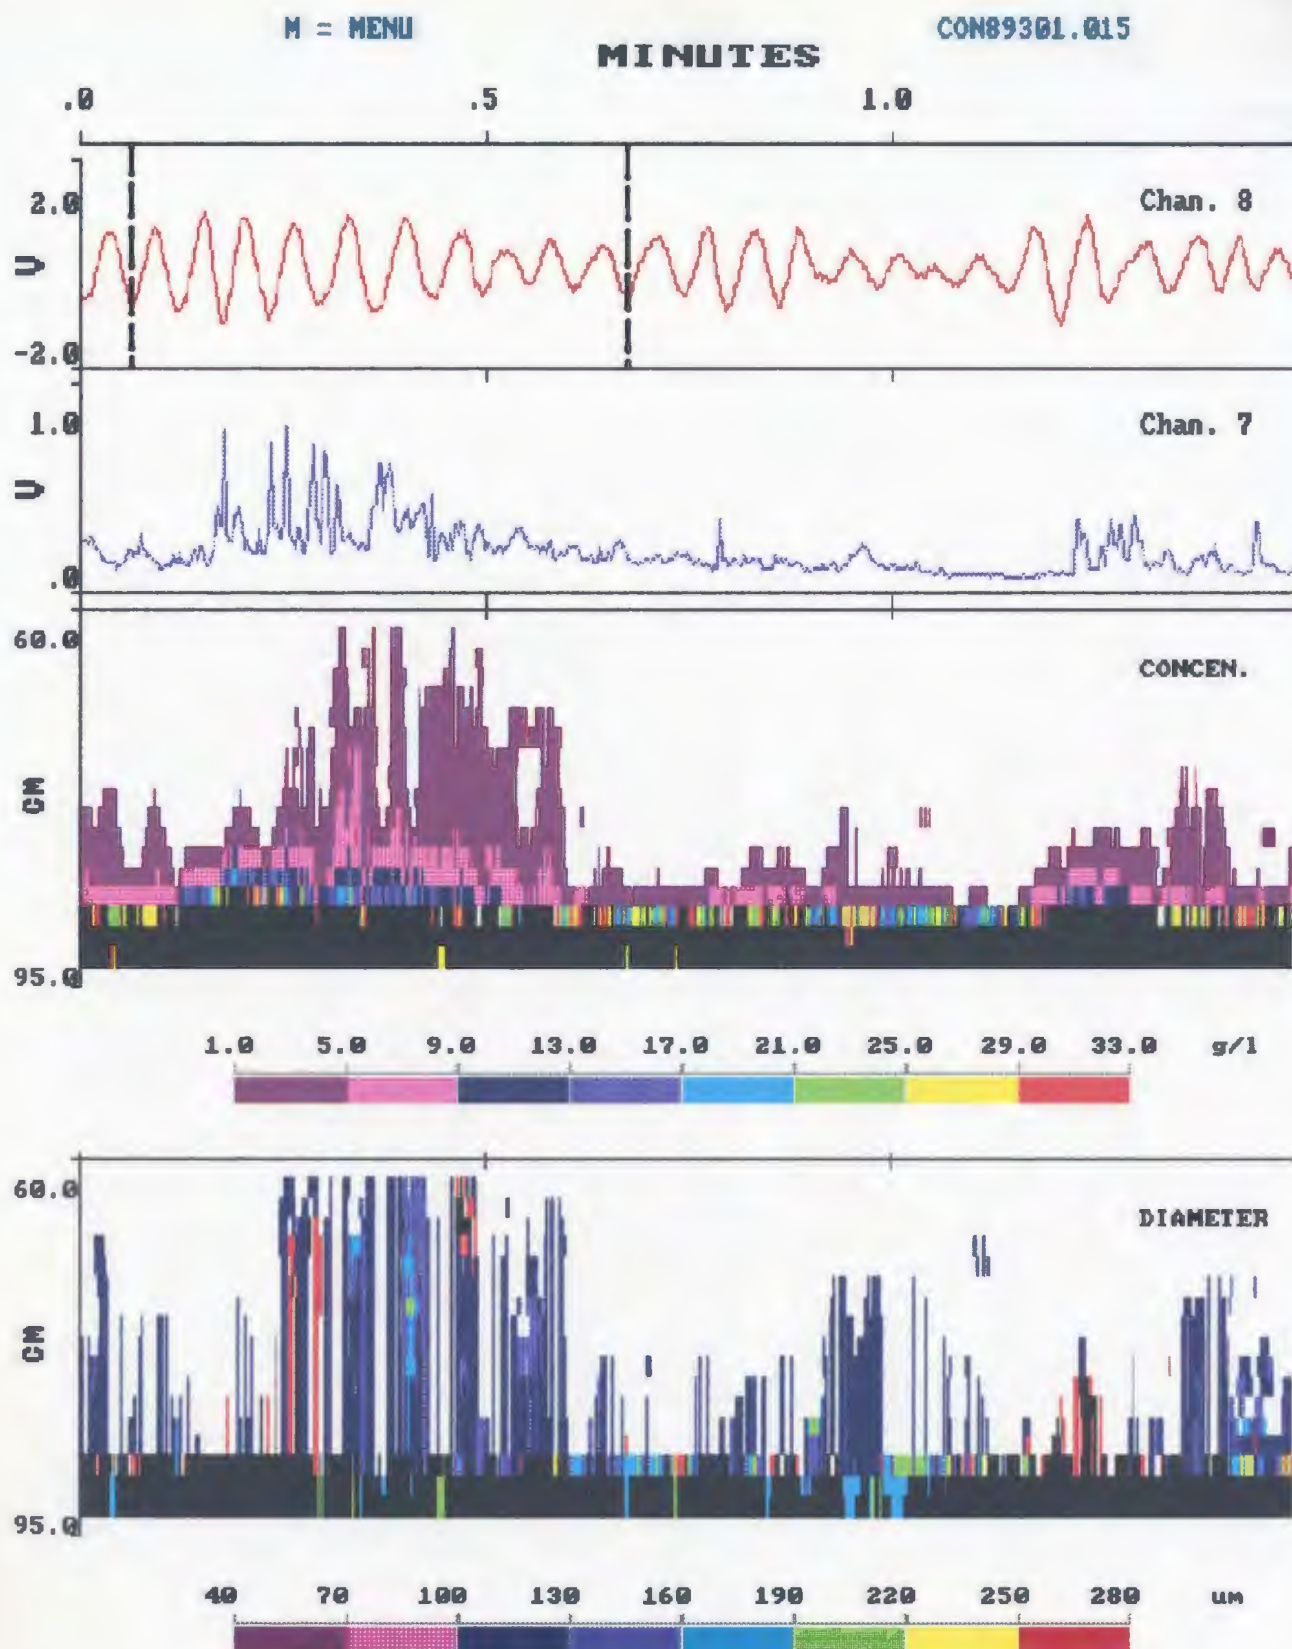 M = MENU CON89301.015
MINUTES
.0 .5 1.0
2.0 Chan. 8
V
-2.0
1.0 Chan. 7
V
.0
60.0
CONCEN.
CM
95.0
1.0 5.0 9.0 13.0 17.0 21.0 25.0 29.0 33.0 g/l
60.0
DIAMETER
CM
95.0
40 70 100 130 160 190 220 250 280 um